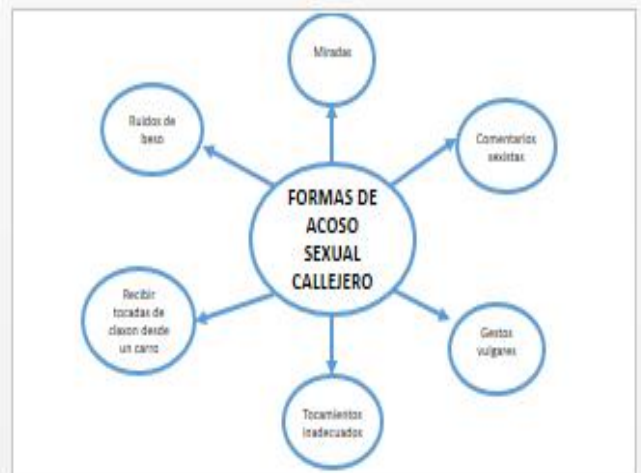 Miradas
Ruidos de
beso
Comentarios
sexistas
FORMAS DE
ACOSO
SEXUAL
CALLEJERO
Recibir
tocadas de
claxon desde
un carro
Gestos
vulgares
Tocamientos
inadecuados